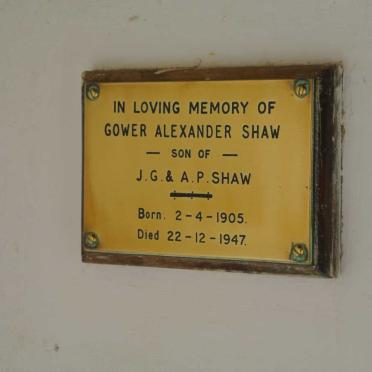 IN LOVING MEMORY OF
GOWER ALEXANDER SHAW
— SON OF —
J.G. & A.P. SHAW
Born. 2-4-1905.
Died 22-12-1947.